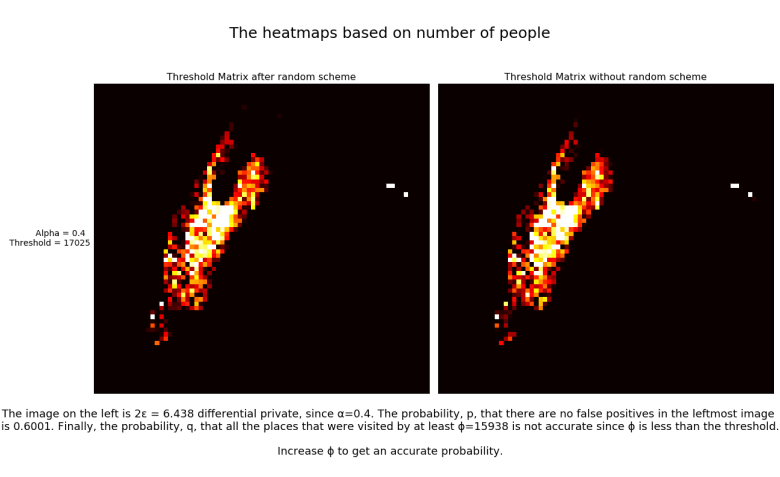 The heatmaps based on number of people
Threshold Matrix after random scheme
Threshold Matrix without random scheme
Alpha = 0.4
Threshold = 17025
The image on the left is 2ε = 6.438 differential private, since α=0.4. The probability, p, that there are no false positives in the leftmost image
is 0.6001. Finally, the probability, q, that all the places that were visited by at least ϕ=15938 is not accurate since ϕ is less than the threshold.
Increase ϕ to get an accurate probability.